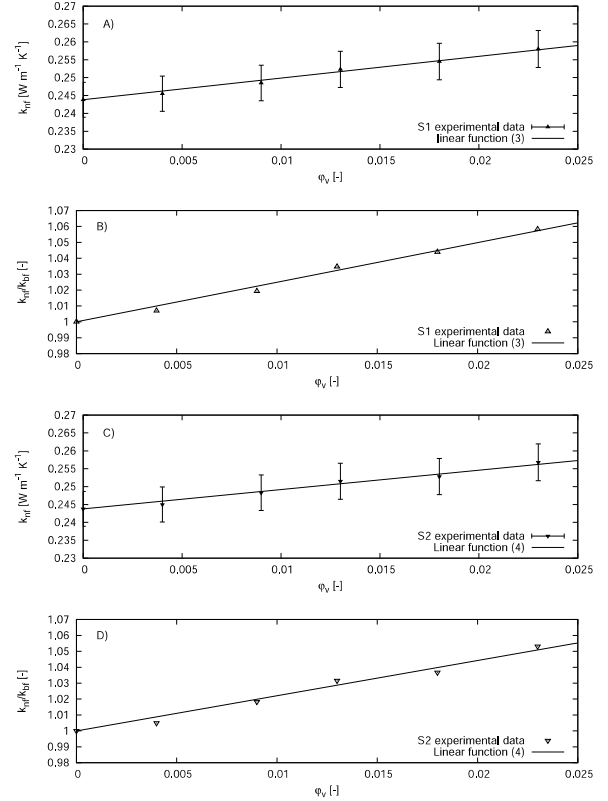 A)
0.27
0.265
0.26
0.255
0.25
0.245
0.24
0.235
0.23
k_nf [W m⁻¹ K⁻¹]
S1 experimental data
linear function (3)
0 0.005 0.01 0.015 0.02 0.025
φ_v [-]
B)
1.07
1.06
1.05
1.04
1.03
1.02
1.01
1
0.99
0.98
k_nf/k_bf [-]
S1 experimental data
Linear function (3)
0 0.005 0.01 0.015 0.02 0.025
φ_v [-]
C)
0.27
0.265
0.26
0.255
0.25
0.245
0.24
0.235
0.23
k_nf [W m⁻¹ K⁻¹]
S2 experimental data
Linear function (4)
0 0.005 0.01 0.015 0.02 0.025
φ_v [-]
D)
1.07
1.06
1.05
1.04
1.03
1.02
1.01
1
0.99
0.98
k_nf/k_bf [-]
S2 experimental data
Linear function (4)
0 0.005 0.01 0.015 0.02 0.025
φ_v [-]